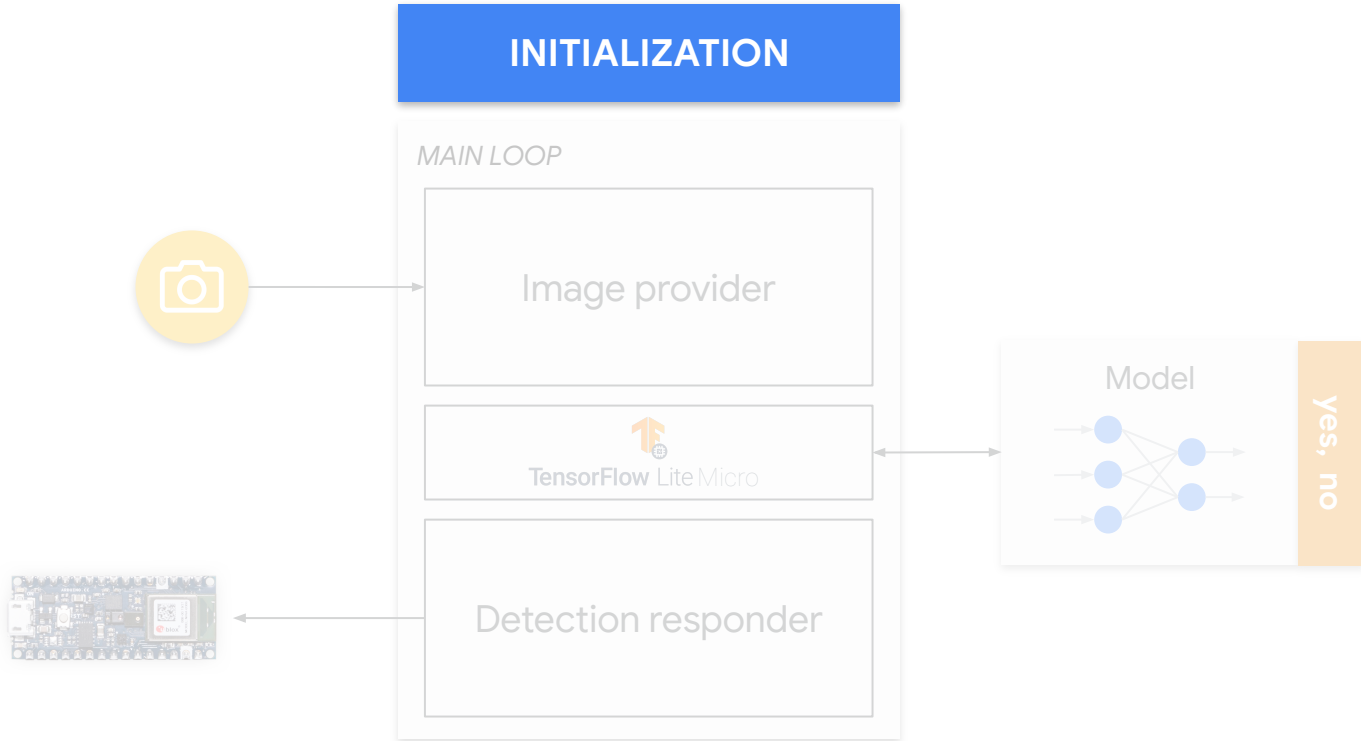 INITIALIZATION
MAIN LOOP
Image provider
TensorFlow Lite Micro
Detection responder
Model
yes, no